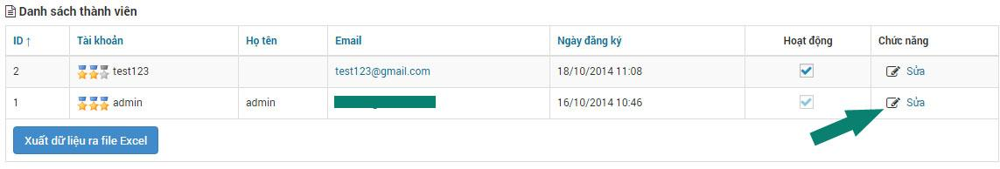 Danh sách thành viên
ID ↑ Tài khoản Họ tên Email Ngày đăng ký Hoạt động Chức năng
2 test123 test123@gmail.com 18/10/2014 11:08 Sửa
1 admin admin 16/10/2014 10:46 Sửa
Xuất dữ liệu ra file Excel